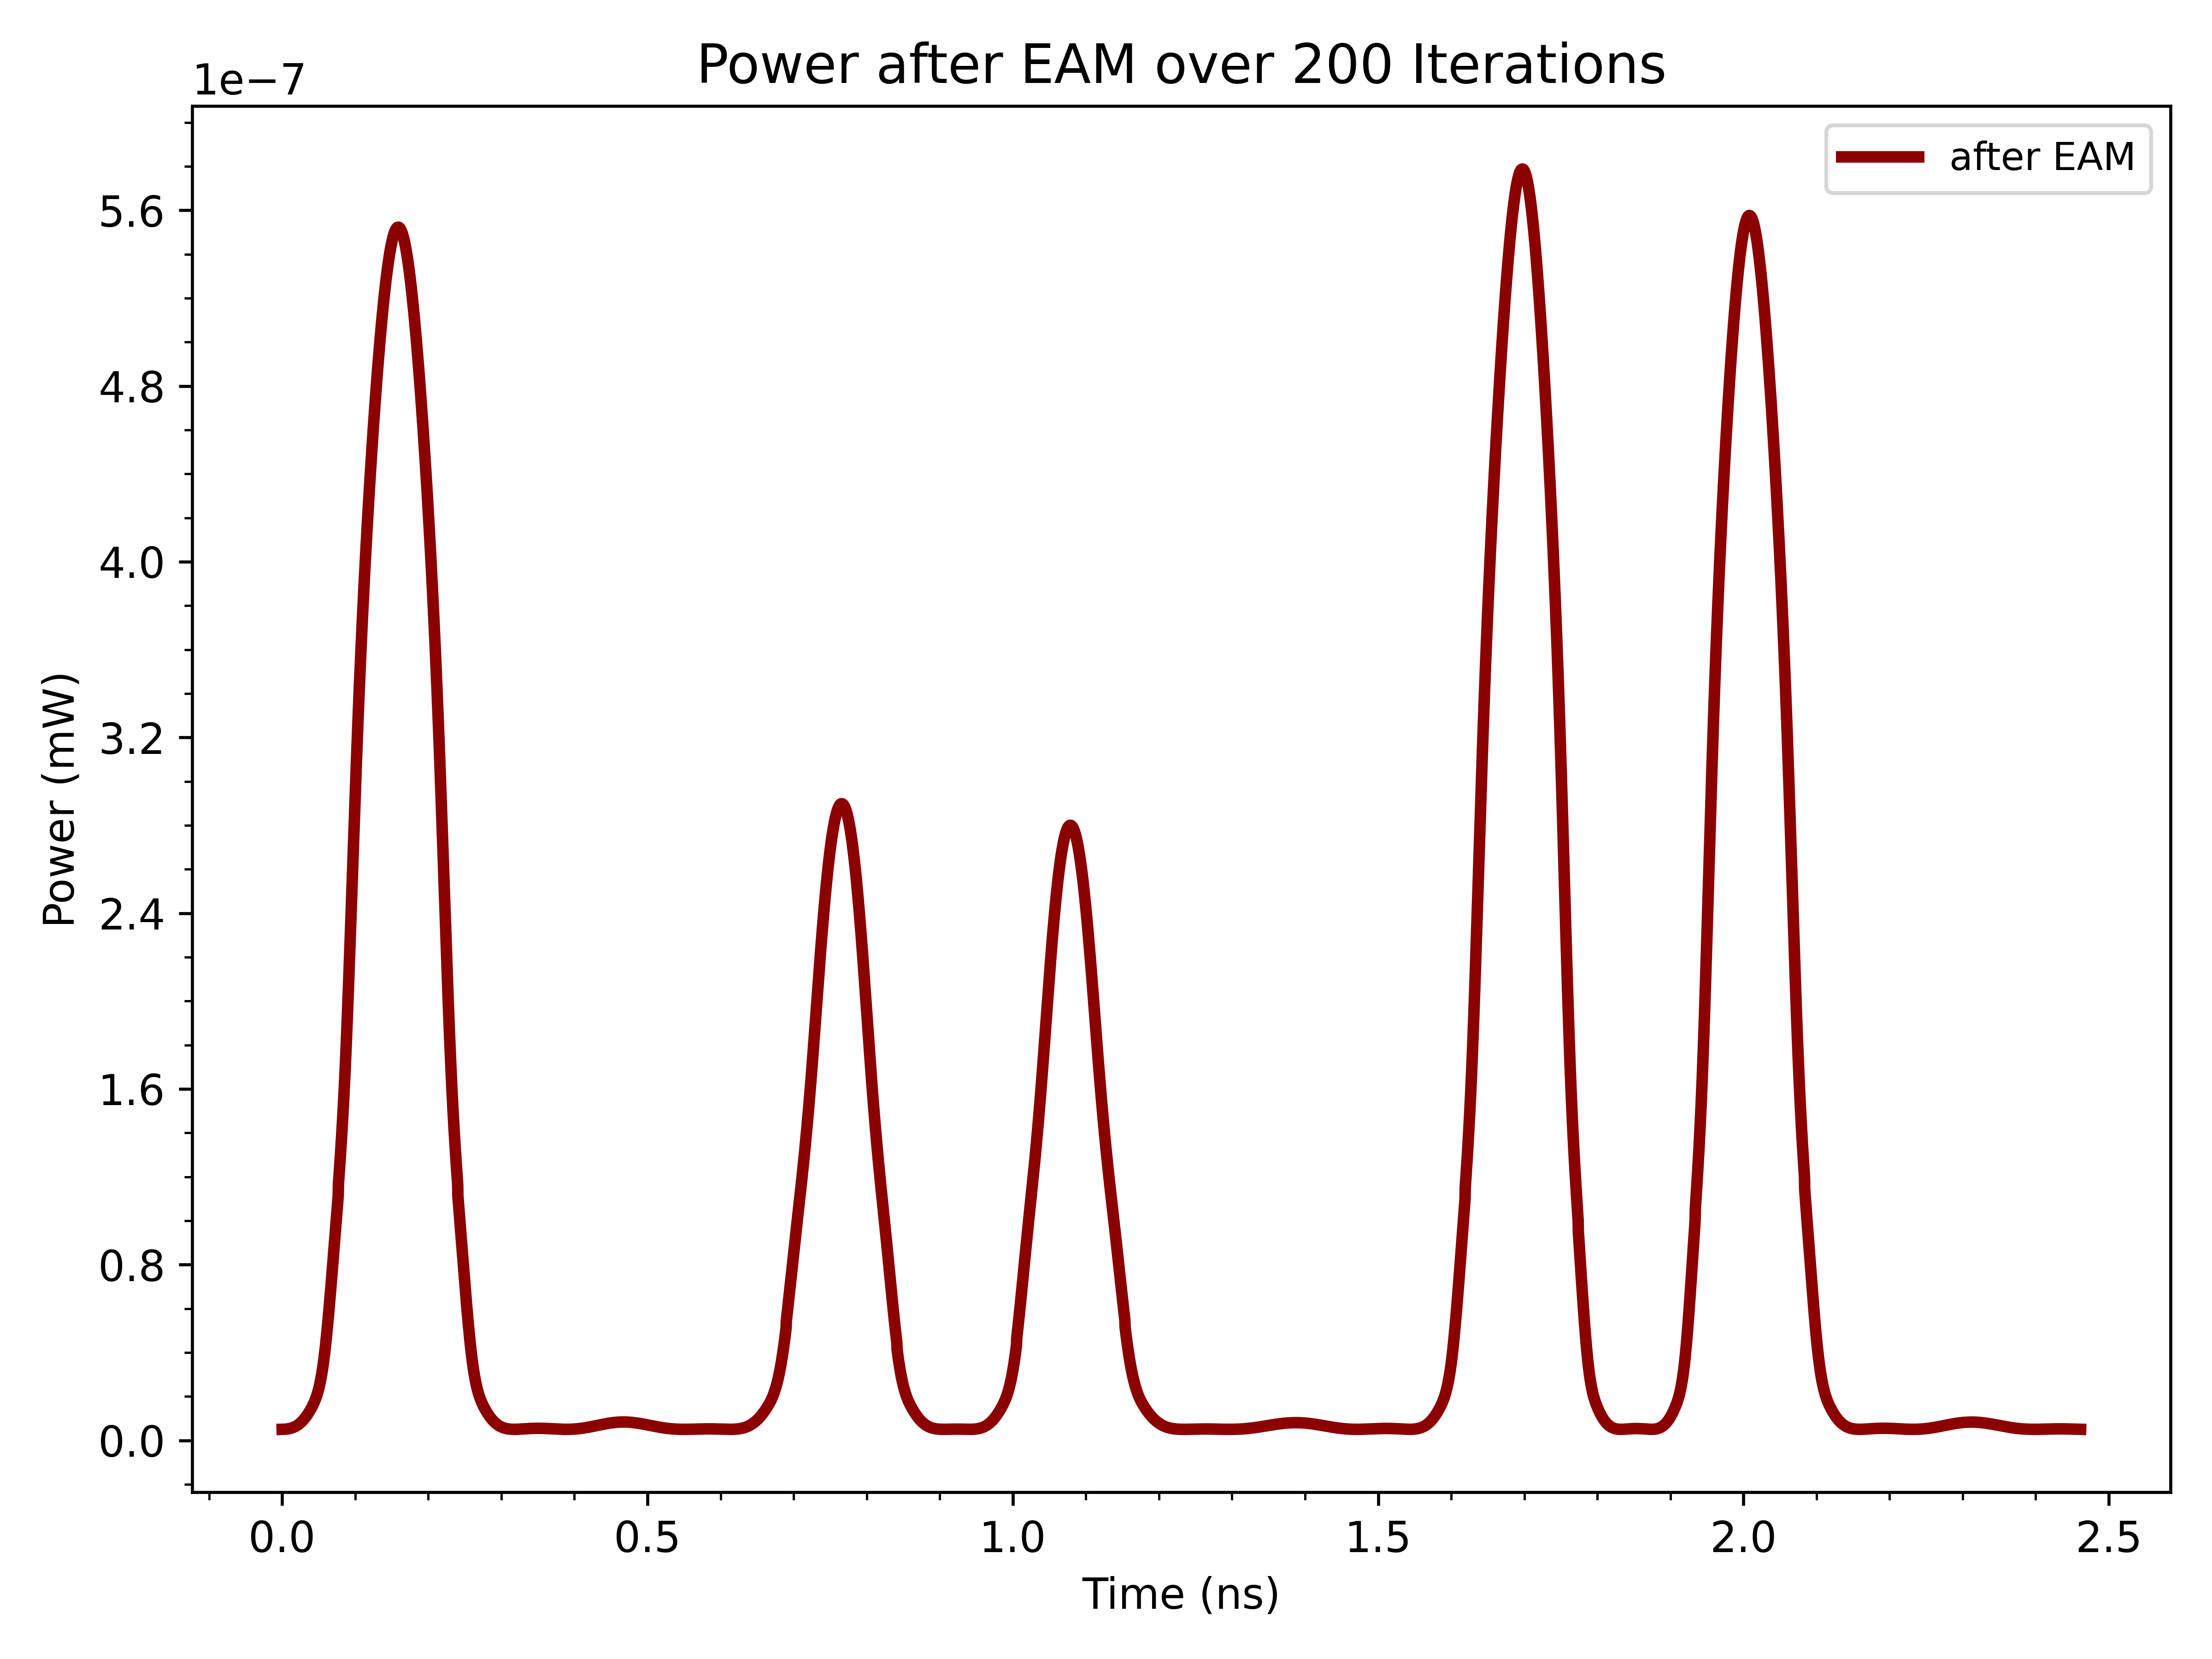 Power after EAM over 200 Iterations
1e−7
after EAM
5.6
4.8
4.0
3.2
2.4
1.6
0.8
0.0
Power (mW)
0.0 0.5 1.0 1.5 2.0 2.5
Time (ns)